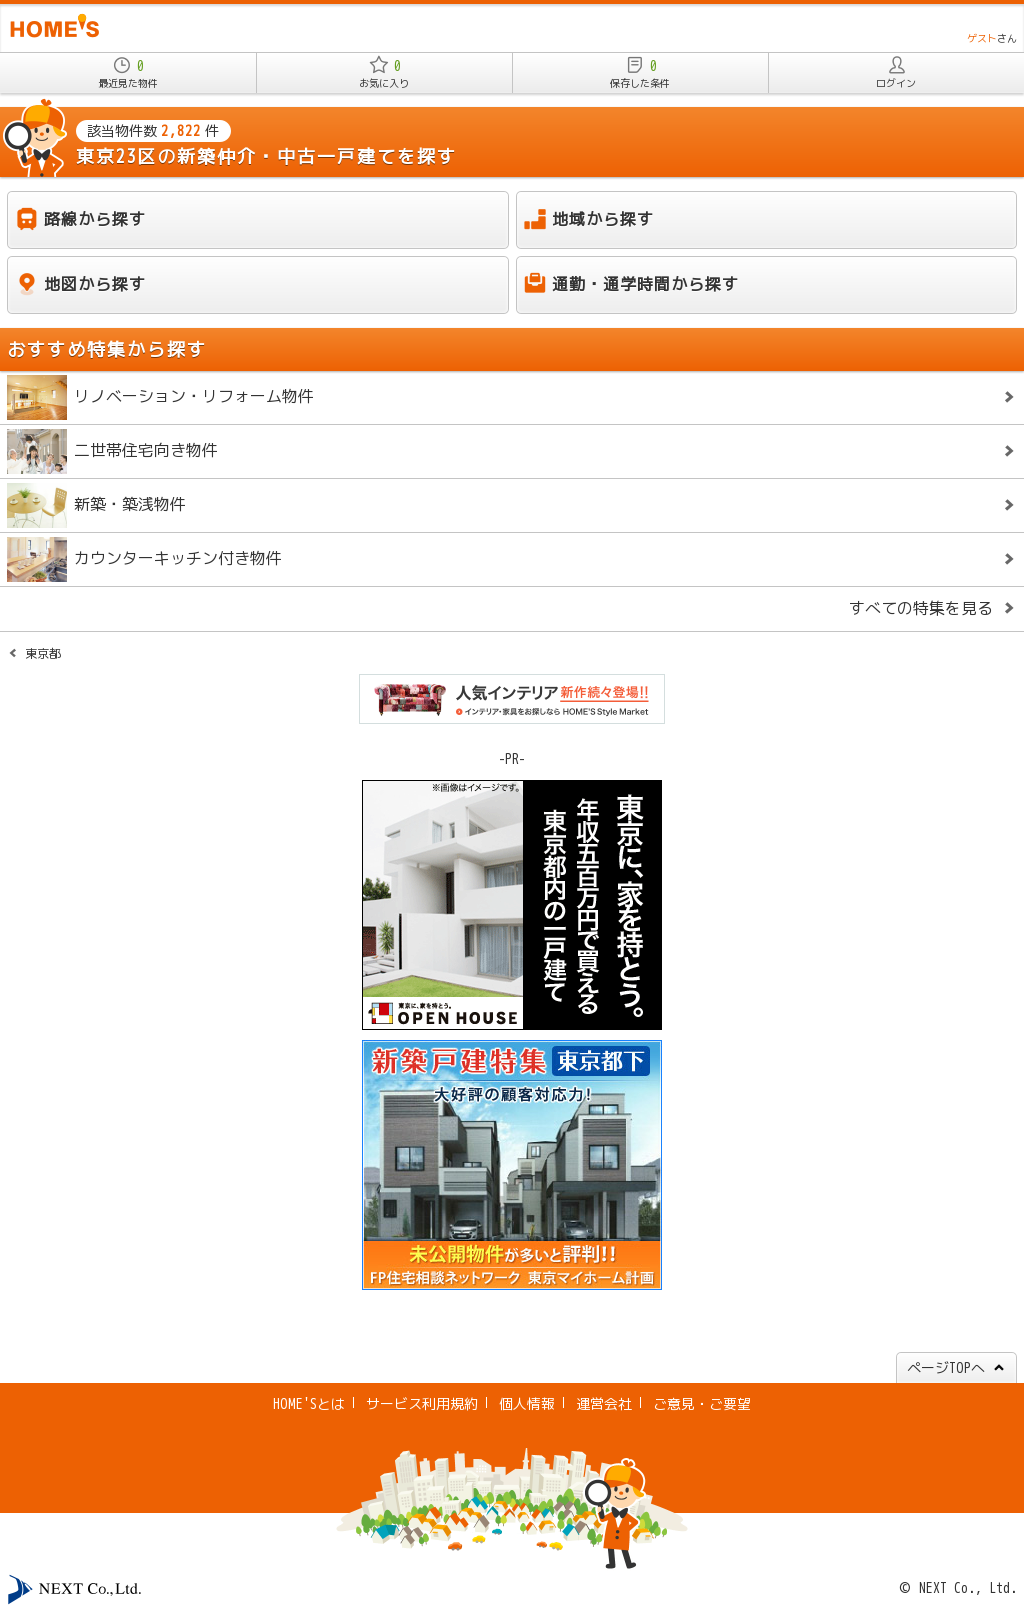 HOME'S
ゲストさん
0
最近見た物件
0
お気に入り
0
保存した条件
ログイン
該当物件数 2,822 件
東京23区の新築仲介・中古一戸建てを探す
路線から探す
地域から探す
地図から探す
通勤・通学時間から探す
おすすめ特集から探す
リノベーション・リフォーム物件
二世帯住宅向き物件
新築・築浅物件
カウンターキッチン付き物件
すべての特集を見る
東京都
人気インテリア新作続々登場!!
インテリア・家具をお探しなら HOME'S Style Market
-PR-
※画像はイメージです。
東京に、家を持とう。
年収五百万円で買える
東京都内の一戸建て
東京に、家を持とう。
OPEN HOUSE
新築戸建特集 東京都下
大好評の顧客対応力!
未公開物件が多いと評判!!
FP住宅相談ネットワーク 東京マイホーム計画
ページTOPへ
HOME'Sとは
サービス利用規約
個人情報
運営会社
ご意見・ご要望
NEXT Co.,Ltd.
© NEXT Co., Ltd.